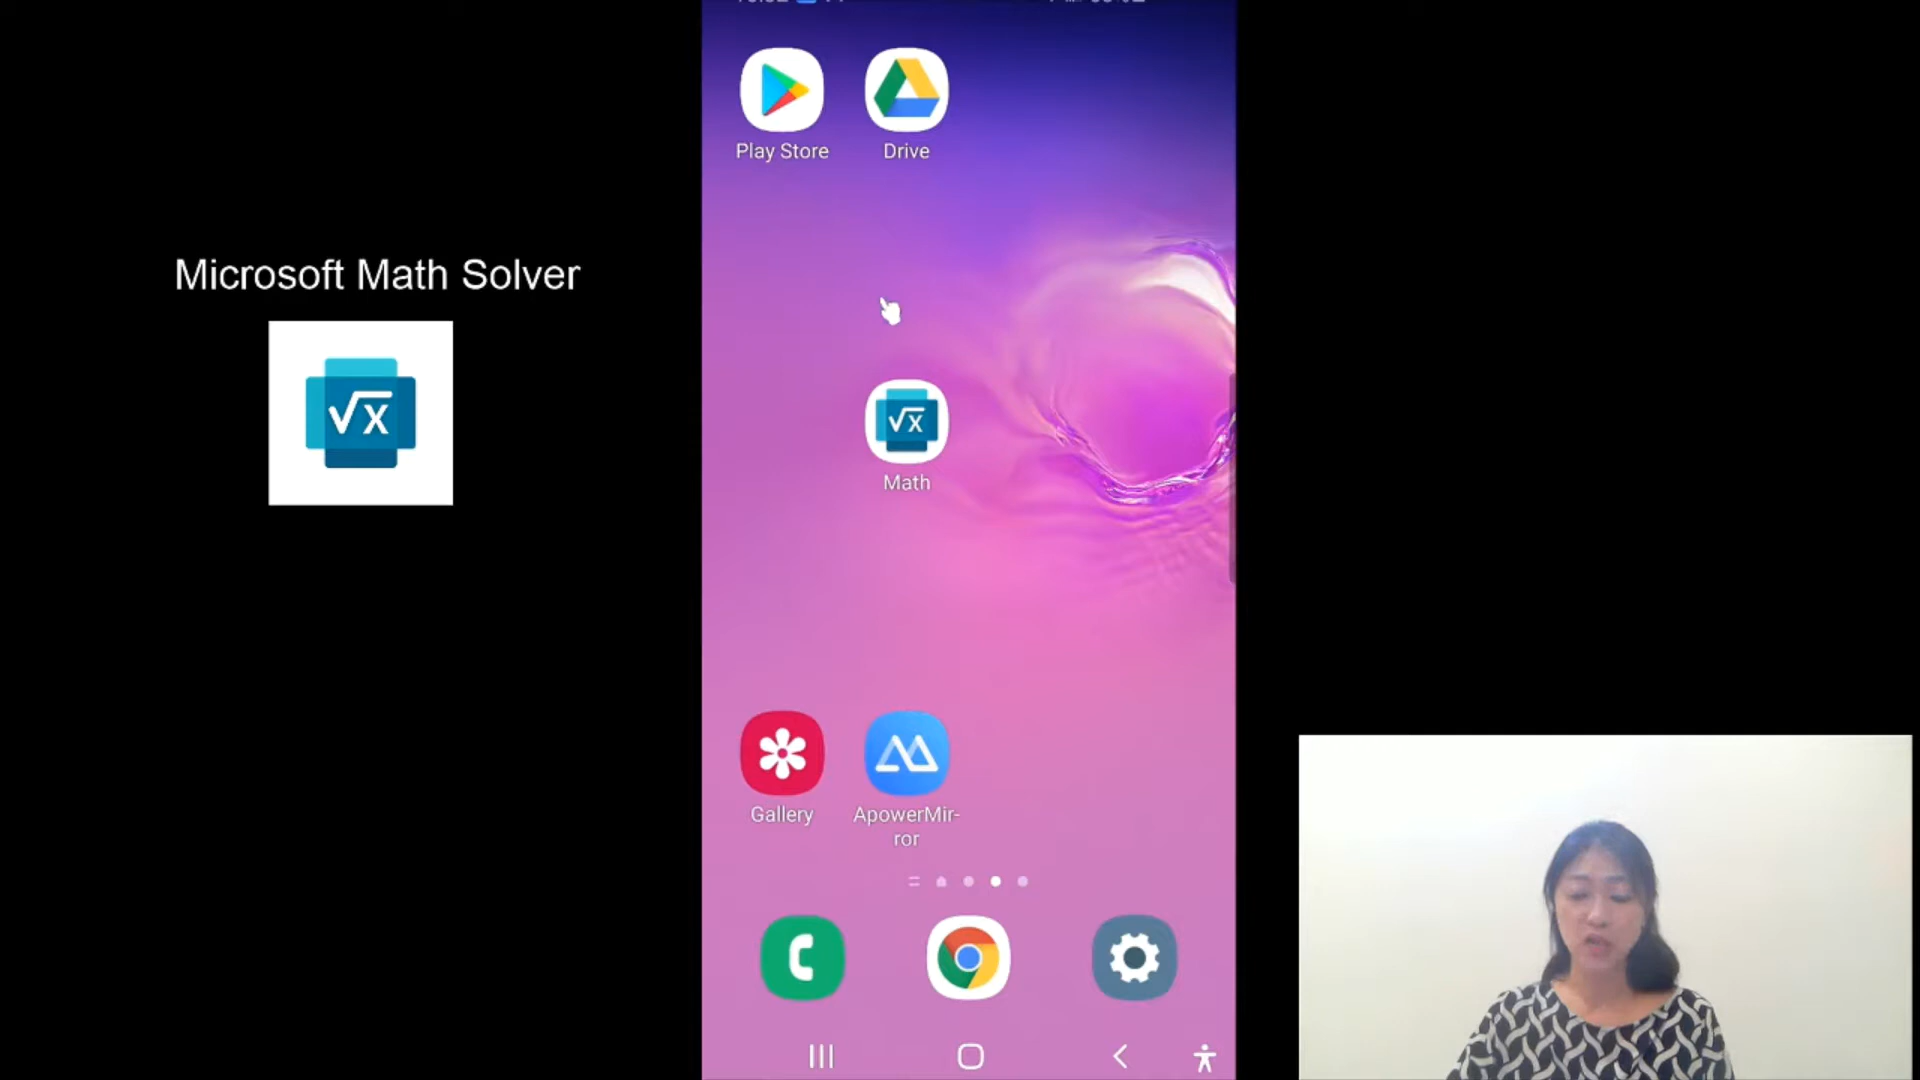 Microsoft Math Solver
√x
Play Store
Drive
√x
Math
Gallery
ApowerMir-
ror